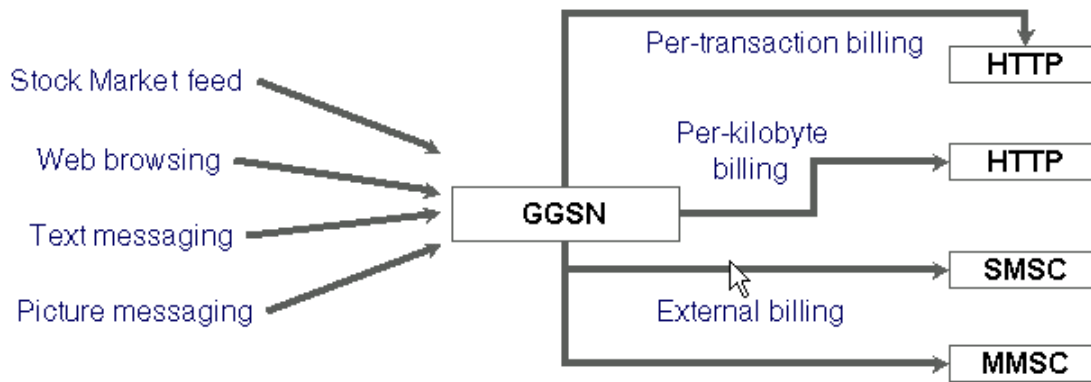 Stock Market feed
Web browsing
Text messaging
Picture messaging
GGSN
Per-transaction billing
HTTP
Per-kilobyte
billing
HTTP
SMSC
External billing
MMSC